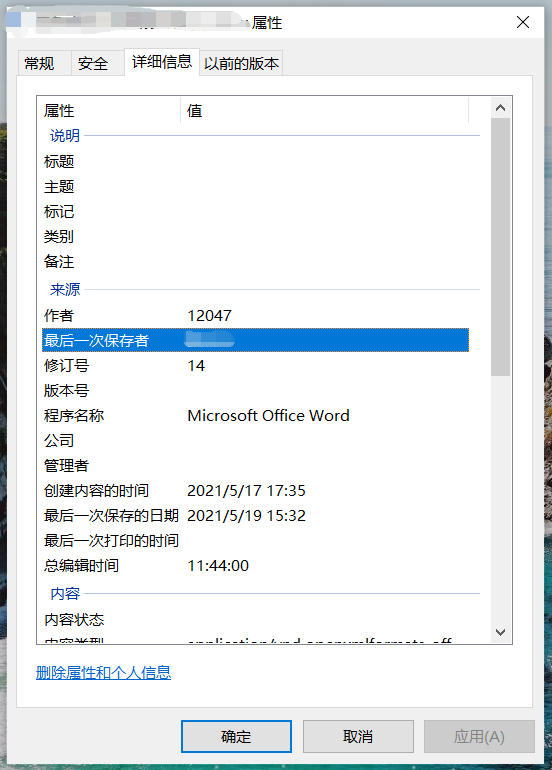 属性
常规 安全 详细信息 以前的版本
属性 值
说明
标题
主题
标记
类别
备注
来源
作者 12047
最后一次保存者
修订号 14
版本号
程序名称 Microsoft Office Word
公司
管理者
创建内容的时间 2021/5/17 17:35
最后一次保存的日期 2021/5/19 15:32
最后一次打印的时间
总编辑时间 11:44:00
内容
内容状态
内容类型
删除属性和个人信息
确定 取消 应用(A)